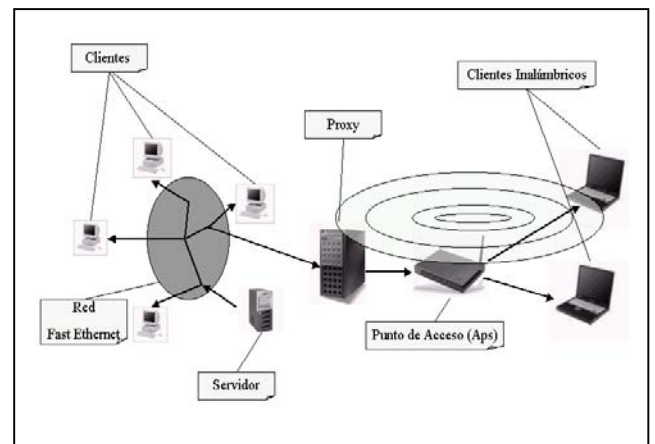 Clientes
Clientes Inalámbricos
Proxy
Red
Fast Ethernet
Punto de Acceso (Aps)
Servidor